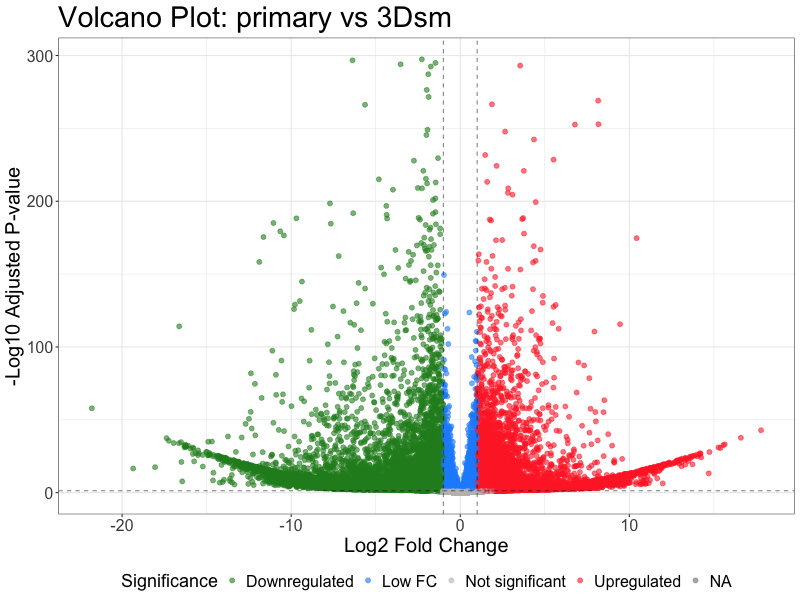 Volcano Plot: primary vs 3Dsm
-Log10 Adjusted P-value
300
200
100
0
-20 -10 0 10
Log2 Fold Change
Significance Downregulated Low FC Not significant Upregulated NA